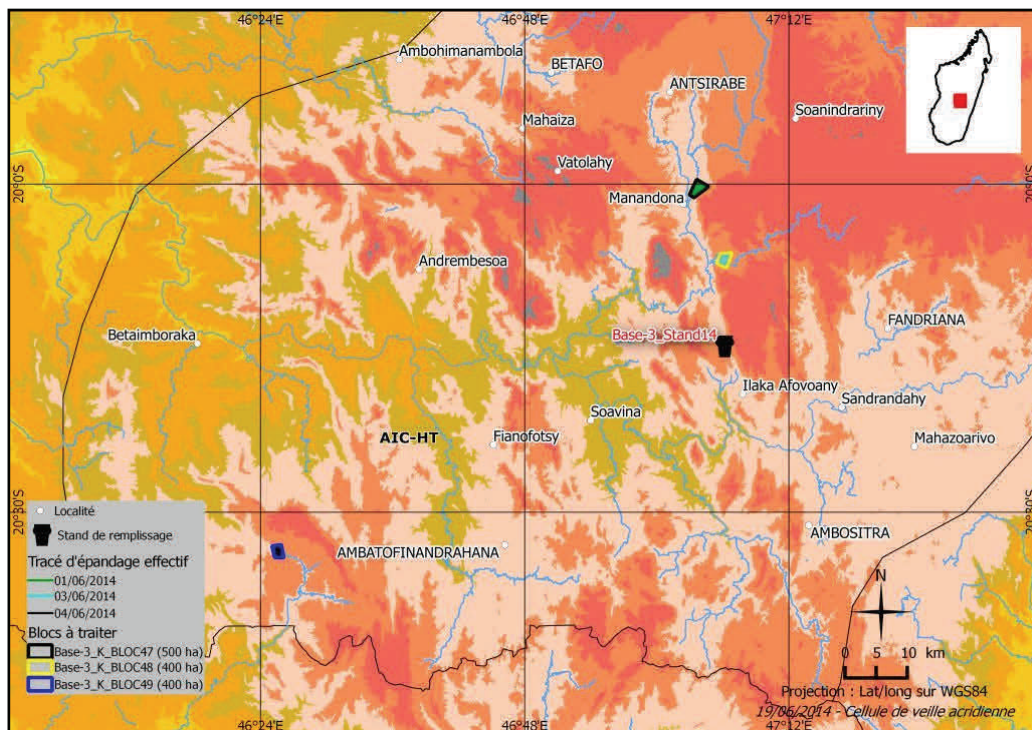 46°24'E
46°48'E
47°12'E
Ambohimanambola
BETAFO
ANTSIRABE
Soanindrariny
Mahaiza
Vatolahy
20°0'S
20°0'S
Manandona
Andrembesoa
FANDRIANA
Betaimboraka
Base-3_Stand14
Ilaka Afovoany
Sandrandahy
Soavina
AIC-HT
Fianofotsy
Mahazoarivo
20°30'S
20°30'S
AMBATOFINANDRAHANA
AMBOSITRA
Localité
Stand de remplissage
Tracé d'épandage effectif
01/06/2014
03/06/2014
04/06/2014
Blocs à traiter
Base-3_K_BLOC47 (500 ha)
Base-3_K_BLOC48 (400 ha)
Base-3_K_BLOC49 (400 ha)
N
0 5 10 km
Projection : Lat/long sur WGS84
19/06/2014 - Cellule de veille acridienne
46°24'E
46°48'E
47°12'E